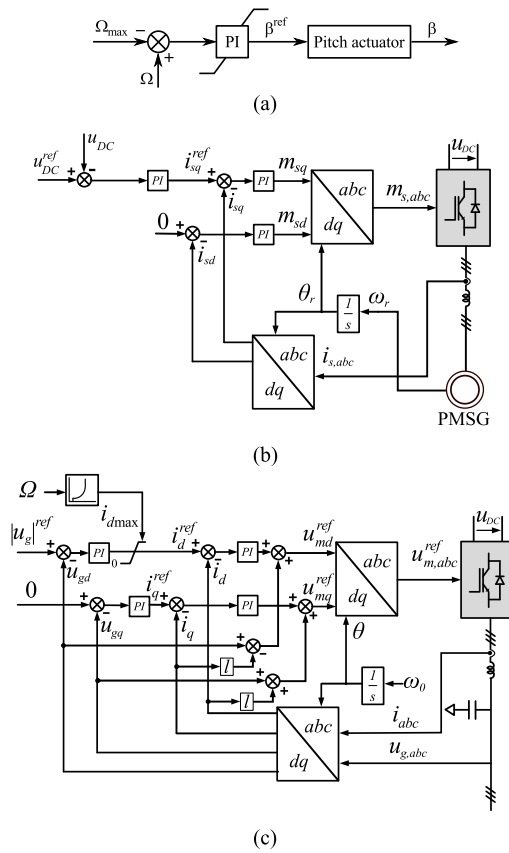 Ωmax − + PI β^ref Pitch actuator β
Ω
(a)
u_DC
u_DC^ref + - PI i_sq^ref + - PI m_sq abc dq m_s,abc u_DC
i_sq
0 + - PI m_sd
i_sd
θ_r 1/s ω_r
abc dq i_s,abc
PMSG
(b)
Ω
i_dmax
|u_g|^ref + - PI 0 i_d^ref + - PI + + u_md^ref abc dq u_m,abc^ref u_DC
u_gd i_d
0 + - PI i_q^ref + - PI + + u_mq^ref
u_gq i_q
+ - l
θ 1/s ω_0
+ + l
abc dq i_abc
u_g,abc
(c)